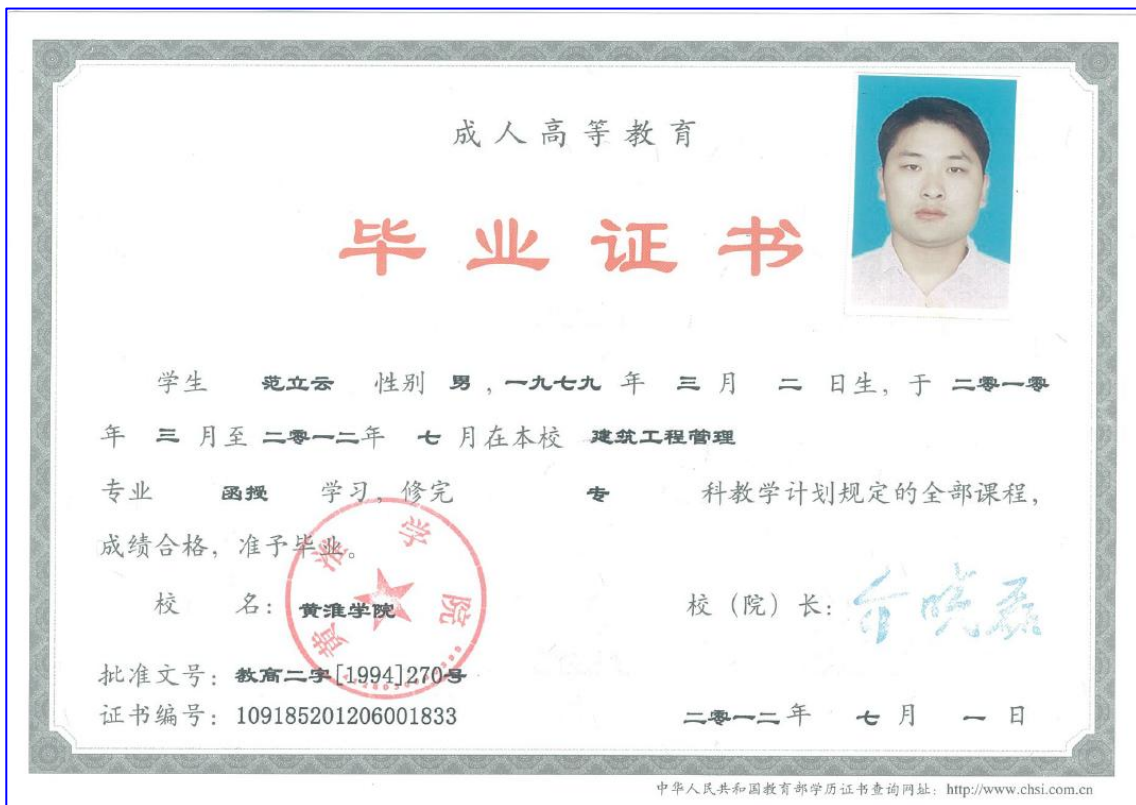 成人高等教育
毕业证书
学生 范立云 性别 男，一九七九 年 三 月 二 日生，于 二零一零
年 三 月至 二零一二年 七 月在本校 建筑工程管理
专业 函授 学习，修完 专 科教学计划规定的全部课程，
成绩合格，准予毕业。
校 名：黄淮学院 校（院）长：
黄淮学院
批准文号：教高二字[1994]270号
证书编号：109185201206001833 二零一二年 七 月 一 日
中华人民共和国教育部学历证书查询网址：http://www.chsi.com.cn